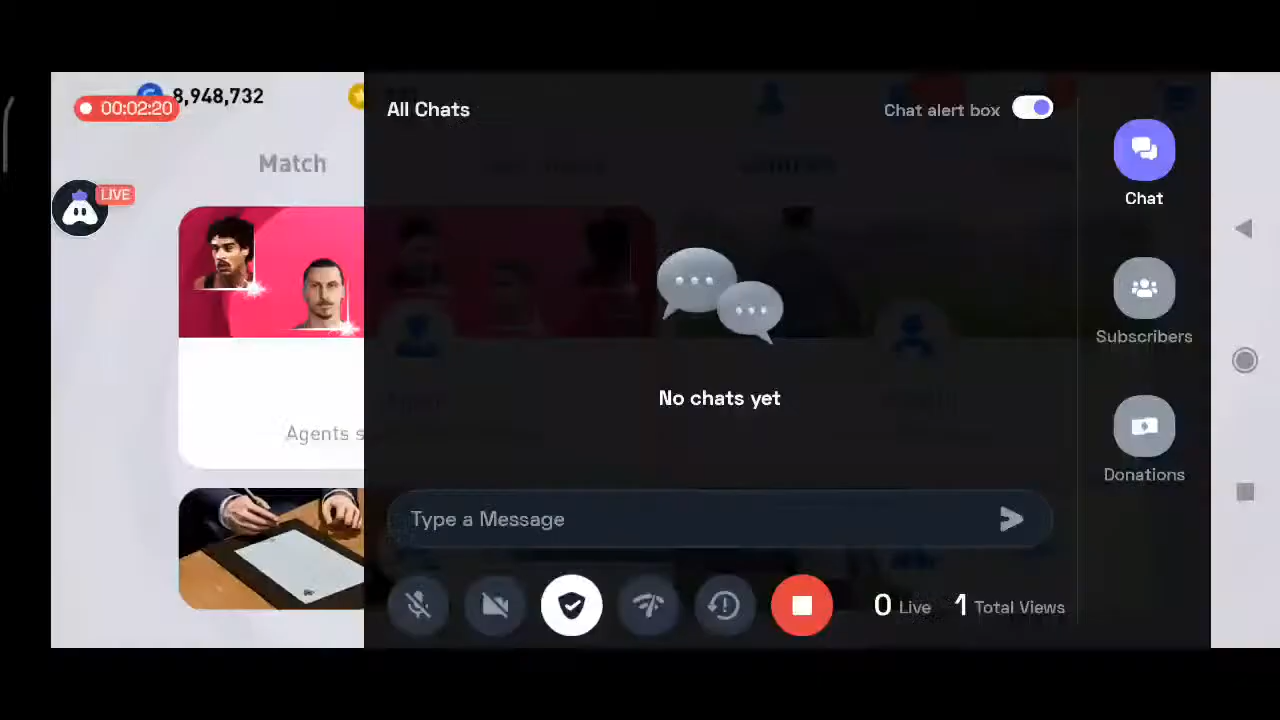 8,948,732
00:02:20
All Chats
Chat alert box
Match
LIVE
Chat
Subscribers
No chats yet
Agents s
Donations
Type a Message
0 Live 1 Total Views